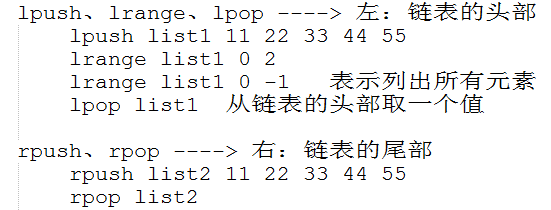 lpush、lrange、lpop ----> 左：链表的头部
lpush list1 11 22 33 44 55
lrange list1 0 2
lrange list1 0 -1 表示列出所有元素
lpop list1 从链表的头部取一个值
rpush、rpop ----> 右：链表的尾部
rpush list2 11 22 33 44 55
rpop list2